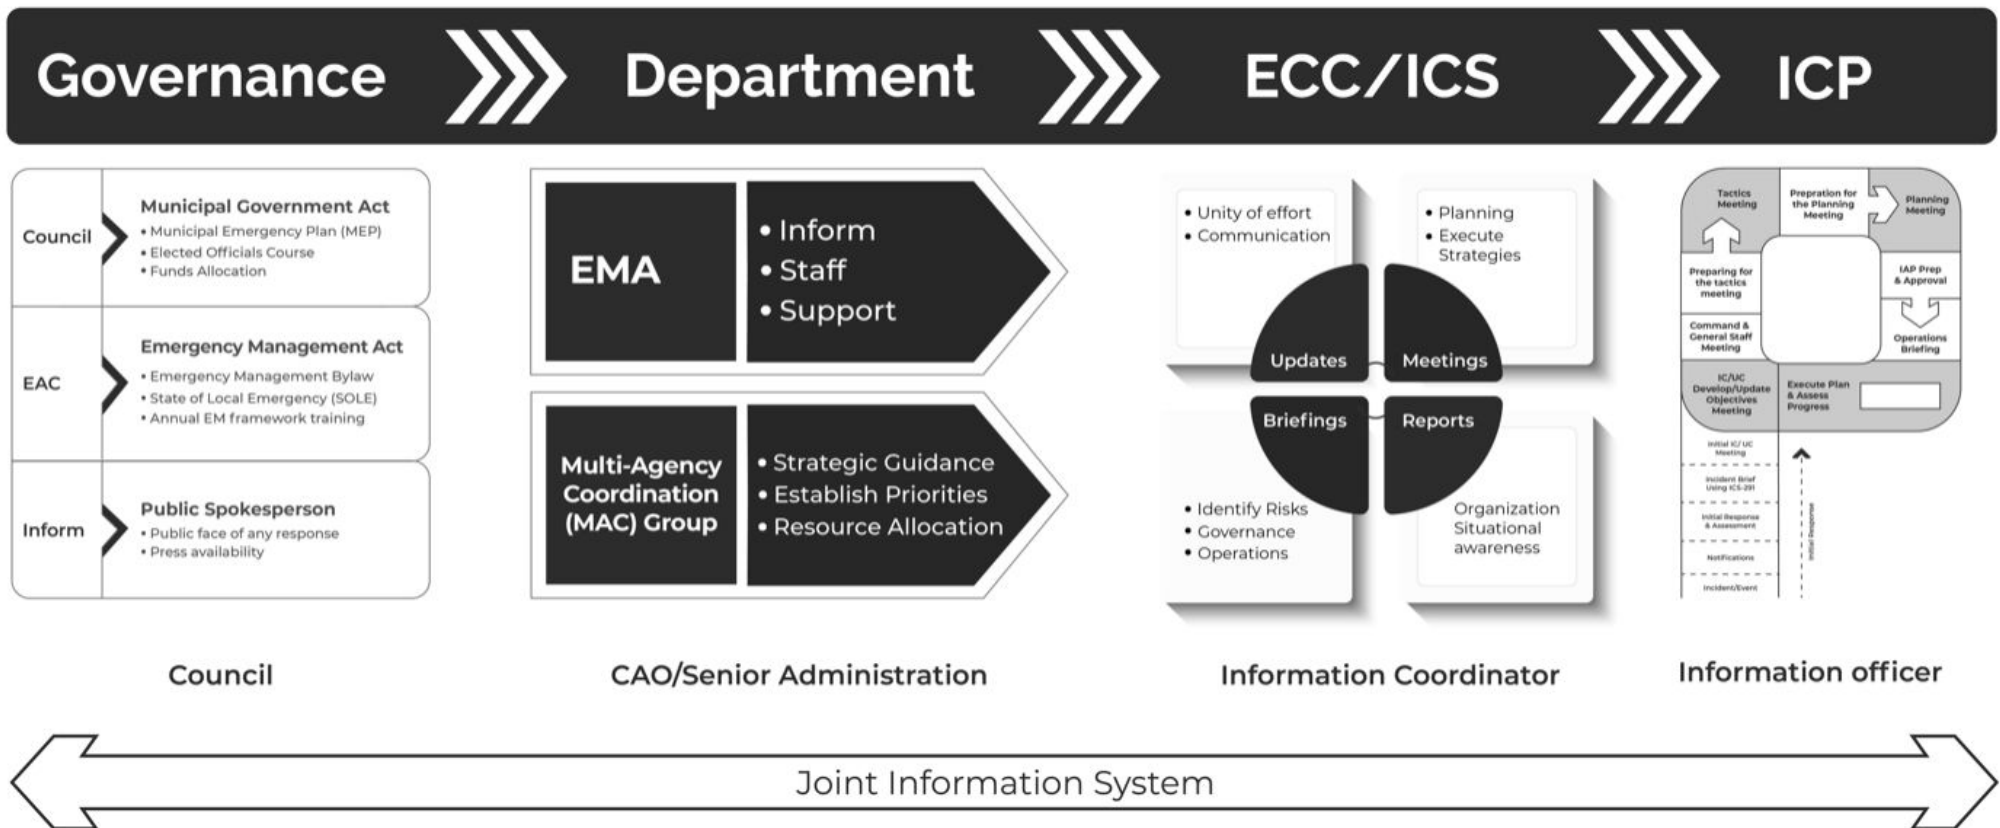 Governance
Department
ECC/ICS
ICP
Council
Municipal Government Act
• Municipal Emergency Plan (MEP)
• Elected Officials Course
• Funds Allocation
EAC
Emergency Management Act
• Emergency Management Bylaw
• State of Local Emergency (SOLE)
• Annual EM framework training
Inform
Public Spokesperson
• Public face of any response
• Press availability
Council
EMA
• Inform
• Staff
• Support
Multi-Agency
Coordination
(MAC) Group
• Strategic Guidance
• Establish Priorities
• Resource Allocation
CAO/Senior Administration
• Unity of effort
• Communication
• Planning
• Execute
Strategies
Updates
Meetings
Briefings
Reports
• Identify Risks
• Governance
• Operations
Organization
Situational
awareness
Information Coordinator
Tactics
Meeting
Prepration for
the Planning
Meeting
Planning
Meeting
Preparing for
the tactics
meeting
IAP Prep
& Approval
Command &
General Staff
Meeting
Operations
Briefing
IC/UC
Develop/Update
Objectives
Meeting
Execute Plan
& Assess
Progress
Initial IC/ UC
Meeting
Incident Brief
Using ICS-201
Initial Response
& Assessment
Notifications
Incident/Event
Initial Response
Information officer
Joint Information System